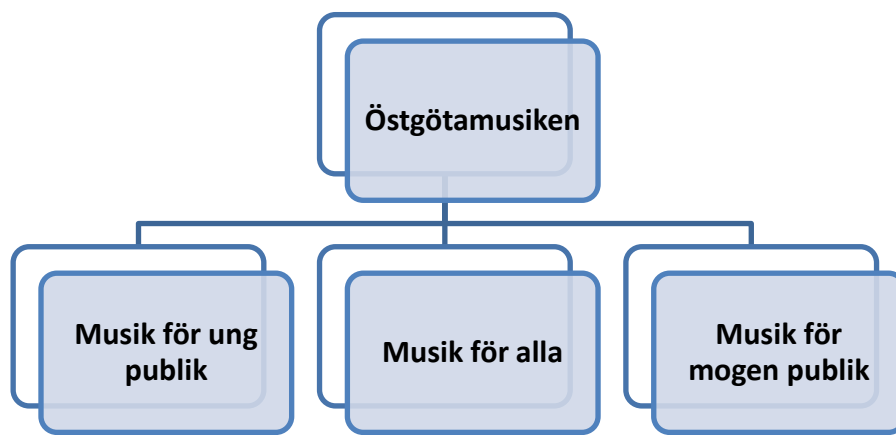 Östgötamusiken
Musik för ung
publik
Musik för alla
Musik för
mogen publik